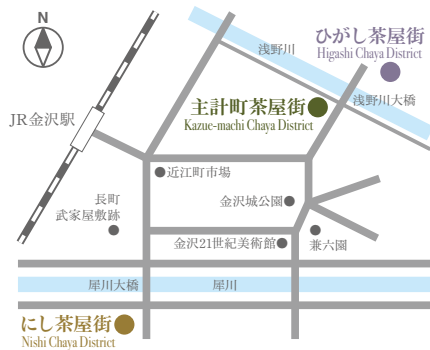 N
ひがし茶屋街
Higashi Chaya District
浅野川
主計町茶屋街
Kazue-machi Chaya District
浅野川大橋
JR金沢駅
近江町市場
長町
武家屋敷跡
金沢城公園
金沢21世紀美術館
兼六園
犀川大橋
犀川
にし茶屋街
Nishi Chaya District